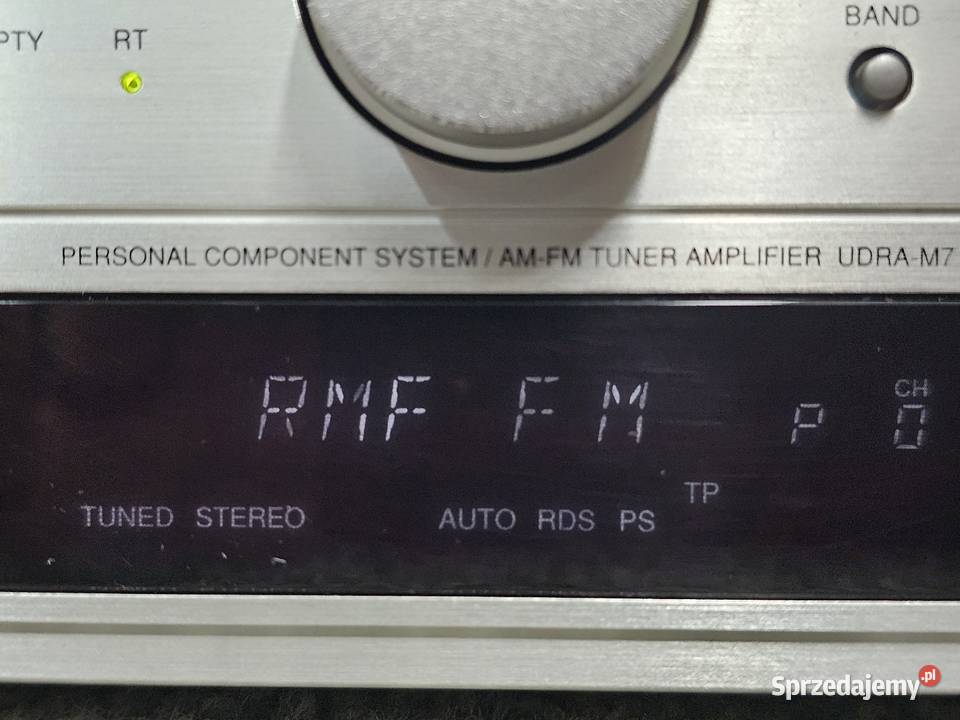 PTY RT BAND
PERSONAL COMPONENT SYSTEM / AM-FM TUNER AMPLIFIER UDRA-M7
CH
RMF FM P 0
TP
TUNED STEREO AUTO RDS PS
Sprzedajemy.pl